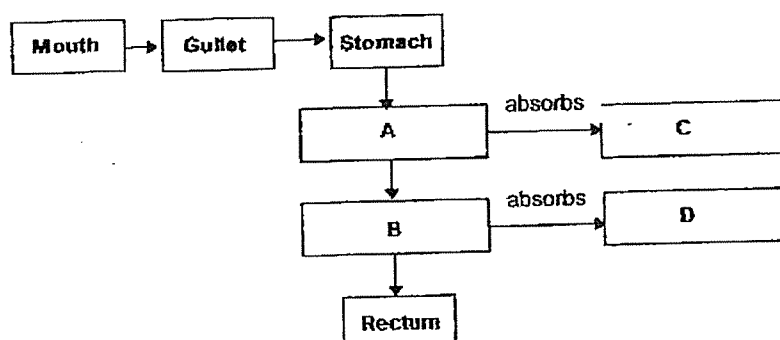 Mouth
Gullet
Stomach
A
absorbs
C
B
absorbs
D
Rectum